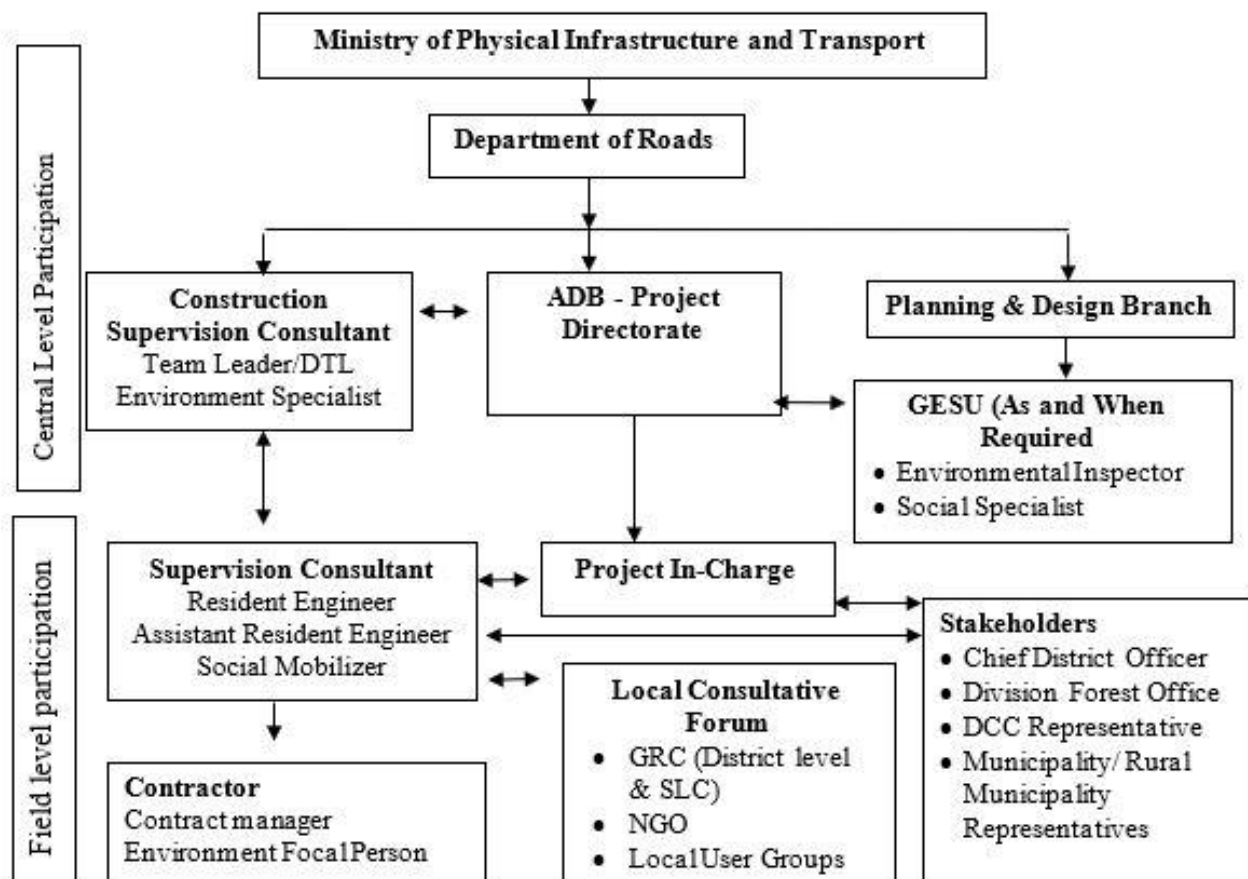 Ministry of Physical Infrastructure and Transport
Department of Roads
Central Level Participation
Construction
Supervision Consultant
Team Leader/DTL
Environment Specialist
ADB - Project
Directorate
Planning & Design Branch
GESU (As and When
Required
• Environmental Inspector
• Social Specialist
Field level participation
Supervision Consultant
Resident Engineer
Assistant Resident Engineer
Social Mobilizer
Project In-Charge
Stakeholders
• Chief District Officer
• Division Forest Office
• DCC Representative
• Municipality/ Rural
Municipality
Representatives
Local Consultative
Forum
• GRC (District level
& SLC)
• NGO
• Local User Groups
Contractor
Contract manager
Environment Focal Person